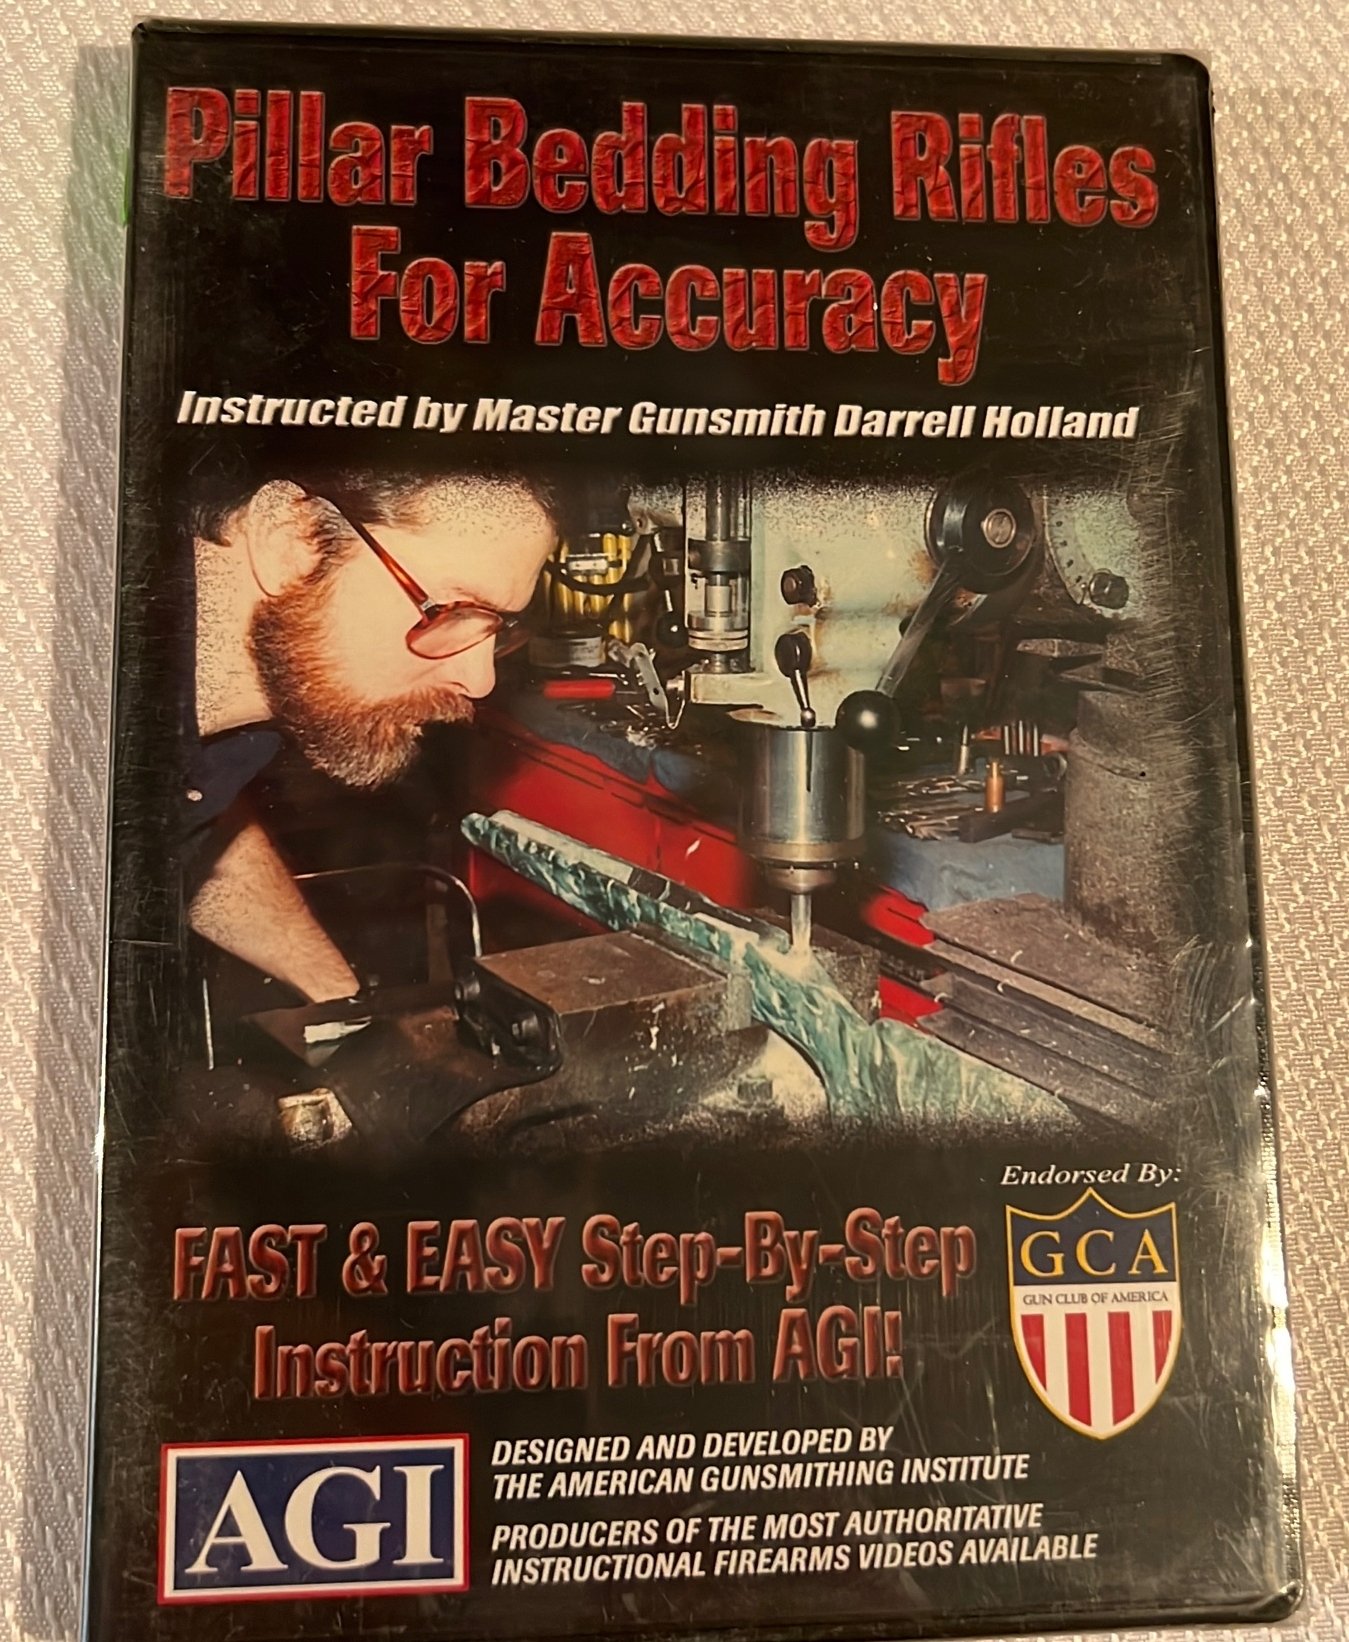 Pillar Bedding Rifles
For Accuracy
Instructed by Master Gunsmith Darrell Holland
Endorsed By:
GCA
GUN CLUB OF AMERICA
FAST & EASY Step-By-Step
Instruction From AGI!
AGI
DESIGNED AND DEVELOPED BY
THE AMERICAN GUNSMITHING INSTITUTE
PRODUCERS OF THE MOST AUTHORITATIVE
INSTRUCTIONAL FIREARMS VIDEOS AVAILABLE